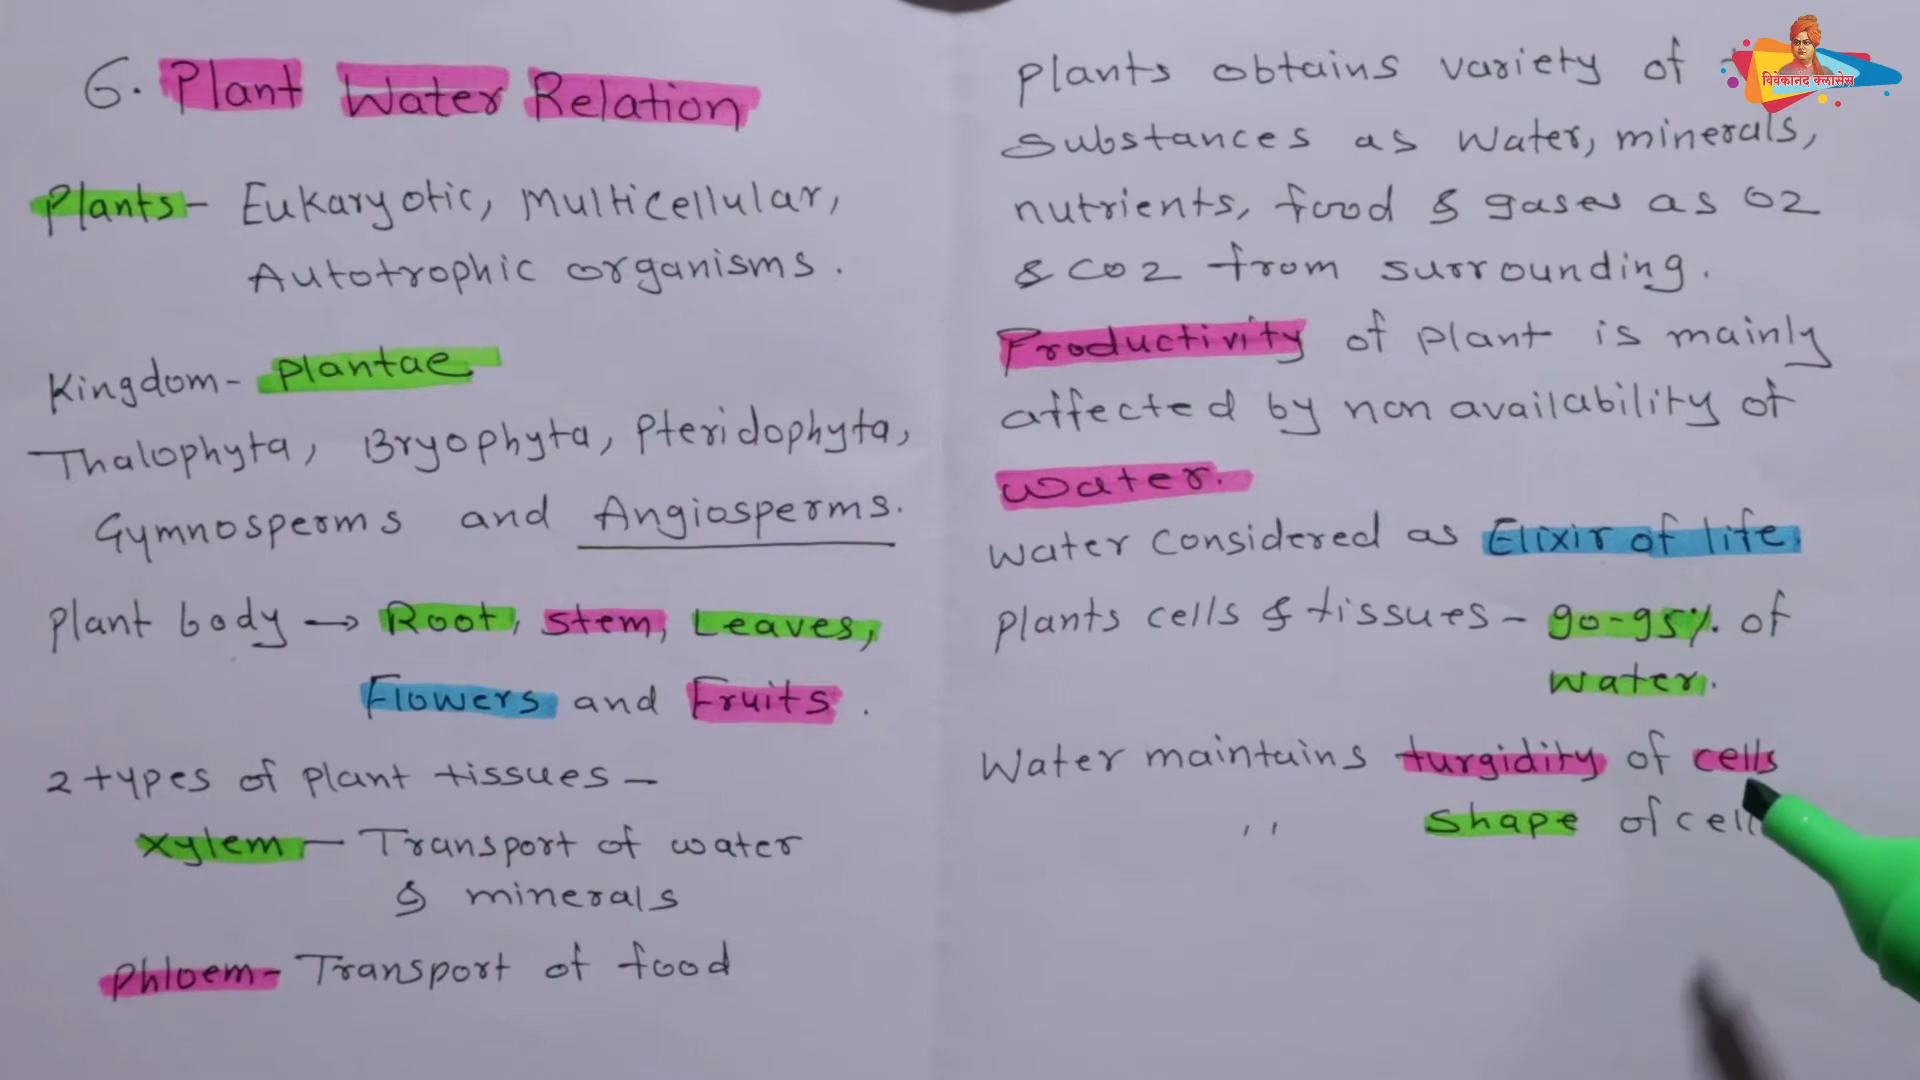 6. Plant Water Relation
Plants- Eukaryotic, Multicellular,
Autotrophic organisms.
Kingdom- Plantae
Thalophyta, Bryophyta, Pteridophyta,
Gymnosperms and Angiosperms.
Plant body → Root, Stem, Leaves,
Flowers and Fruits.
2 types of plant tissues-
Xylem- Transport of water
& minerals
Phloem- Transport of food
Plants obtains variety of
Substances as Water, minerals,
nutrients, food & gases as O2
& CO2 from surrounding.
Productivity of plant is mainly
affected by non availability of
Water.
Water Considered as Elixir of life.
Plants cells & tissues- 90-95% of
Water.
Water maintains turgidity of cells
,, Shape of cell
विवेकानंद क्लासेस